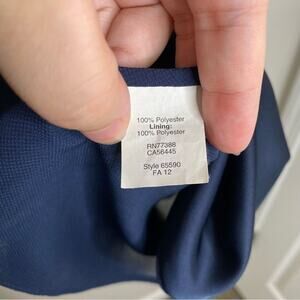 100% Polyester
Lining:
100% Polyester
RN77388
CA56445
Style 65590
FA 12